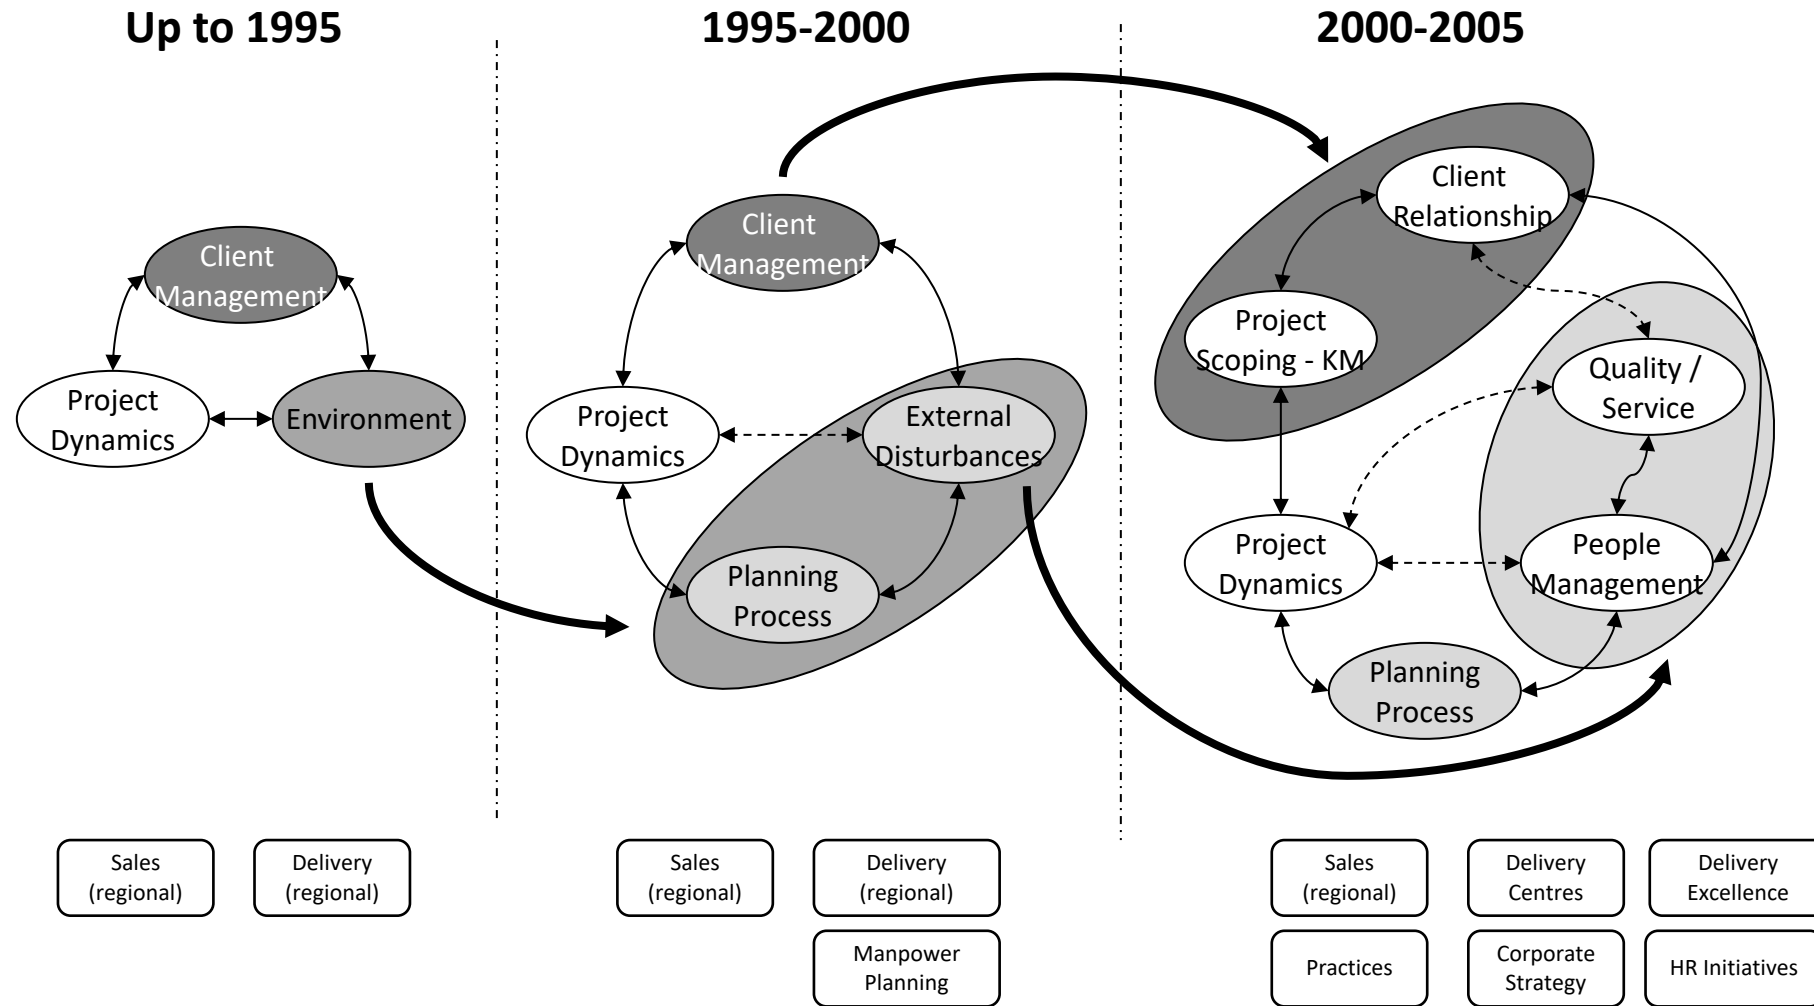 Up to 1995
1995-2000
2000-2005
Client
Management
Project
Dynamics
Environment
Client
Management
Project
Dynamics
External
Disturbances
Planning
Process
Client
Relationship
Project
Scoping - KM
Quality /
Service
Project
Dynamics
People
Management
Planning
Process
Sales
(regional)
Delivery
(regional)
Sales
(regional)
Delivery
(regional)
Manpower
Planning
Sales
(regional)
Delivery
Centres
Delivery
Excellence
Practices
Corporate
Strategy
HR Initiatives